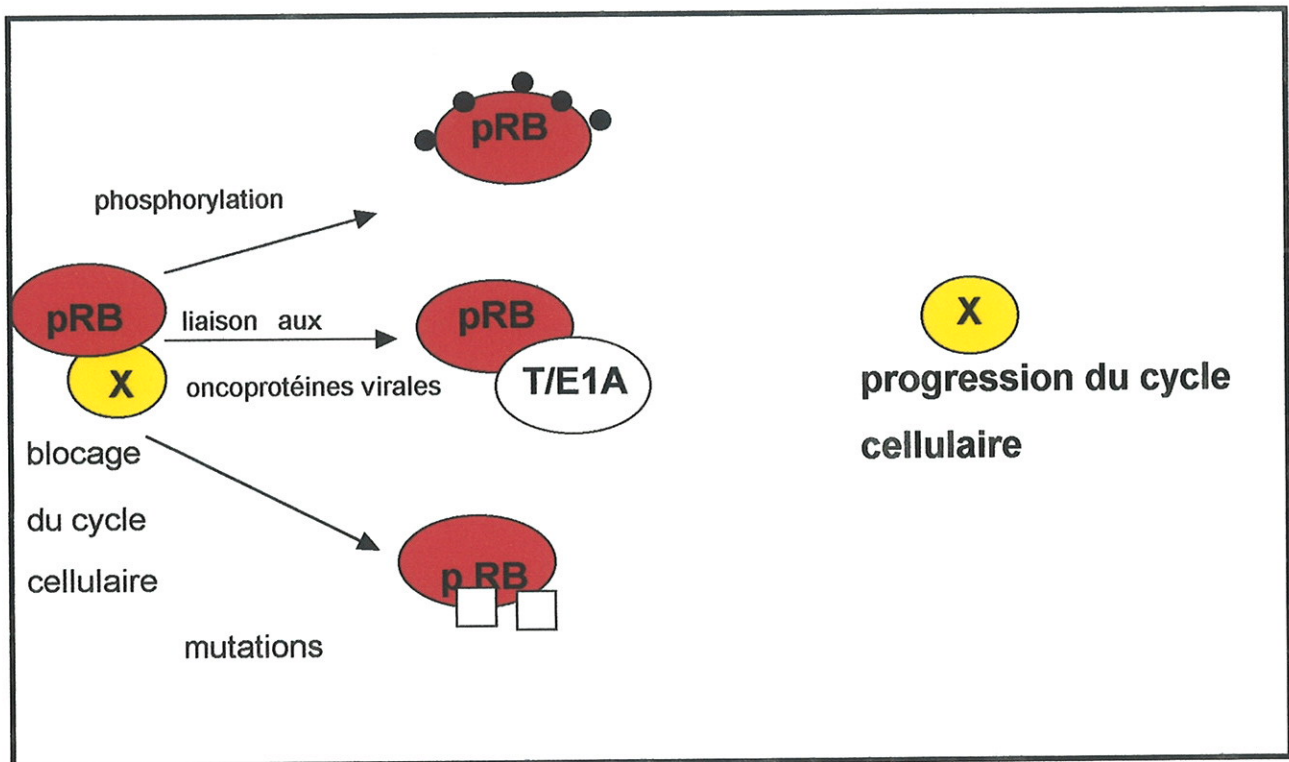 pRB
phosphorylation
pRB
X
blocage
du cycle
cellulaire
liaison aux
oncoprotéines virales
pRB
T/E1A
mutations
p RB
X
progression du cycle
cellulaire